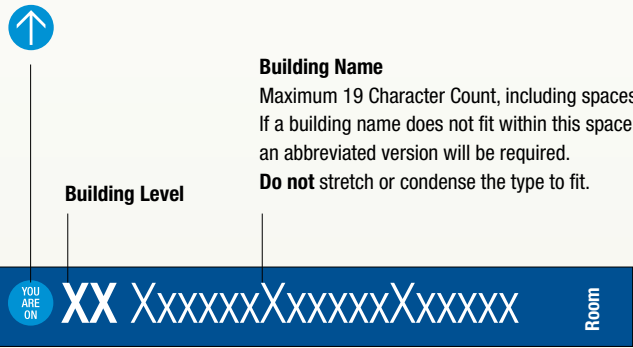 Building Name
Maximum 19 Character Count, including spaces
If a building name does not fit within this space
an abbreviated version will be required.
Do not stretch or condense the type to fit.
Building Level
YOU
ARE
ON
XX XxxxxxXxxxxxXxxxxx
Room